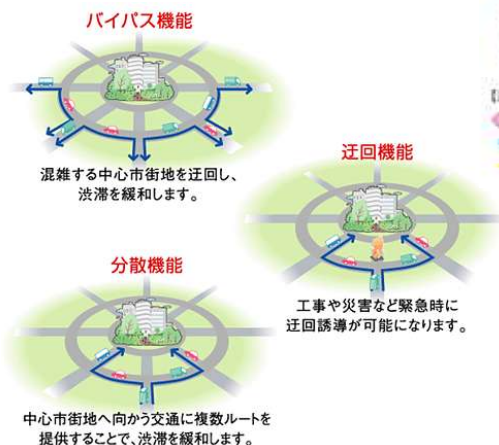 バイパス機能
混雑する中心市街地を迂回し、
渋滞を緩和します。
迂回機能
工事や災害など緊急時に
迂回誘導が可能になります。
分散機能
中心市街地へ向かう交通に複数ルートを
提供することで、渋滞を緩和します。